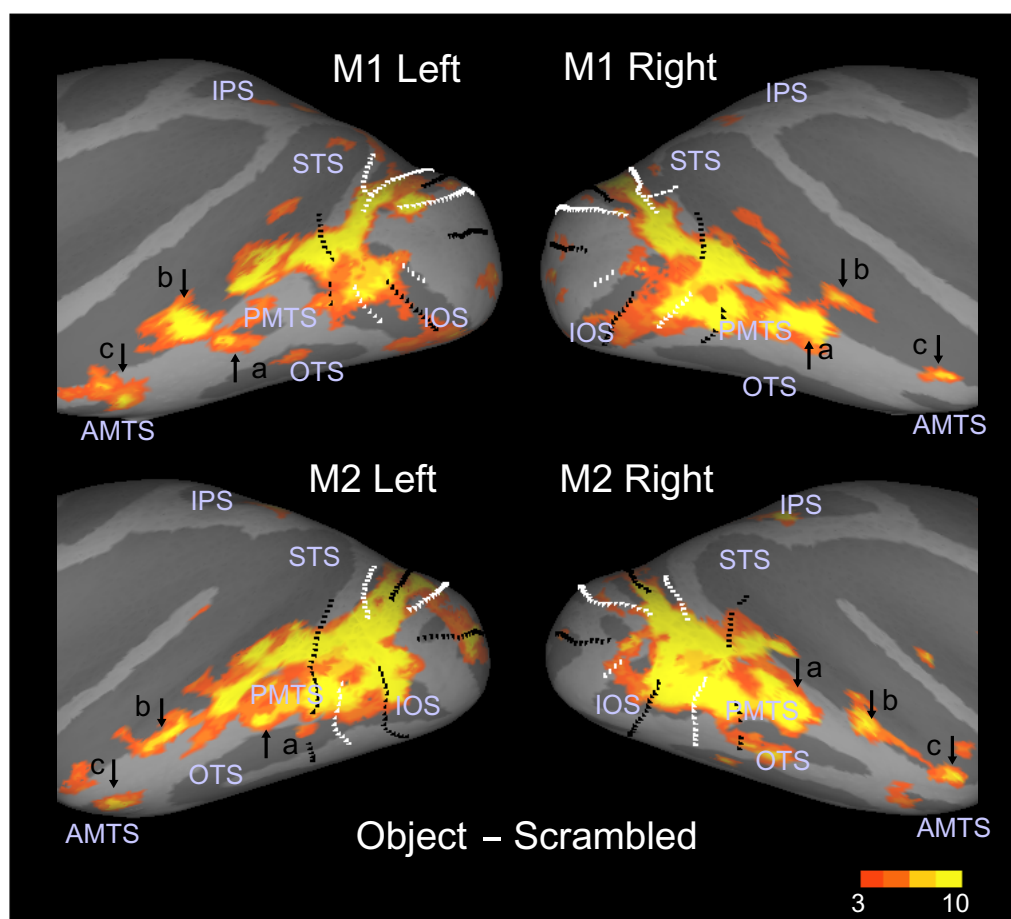 M1 Left
M1 Right
IPS
IPS
STS
STS
b
b
PMTS
IOS
IOS
PMTS
c
a
OTS
a
c
OTS
AMTS
AMTS
M2 Left
M2 Right
IPS
IPS
STS
STS
a
PMTS
IOS
IOS
PMTS
b
a
b
c
OTS
OTS
c
AMTS
AMTS
Object – Scrambled
3 10